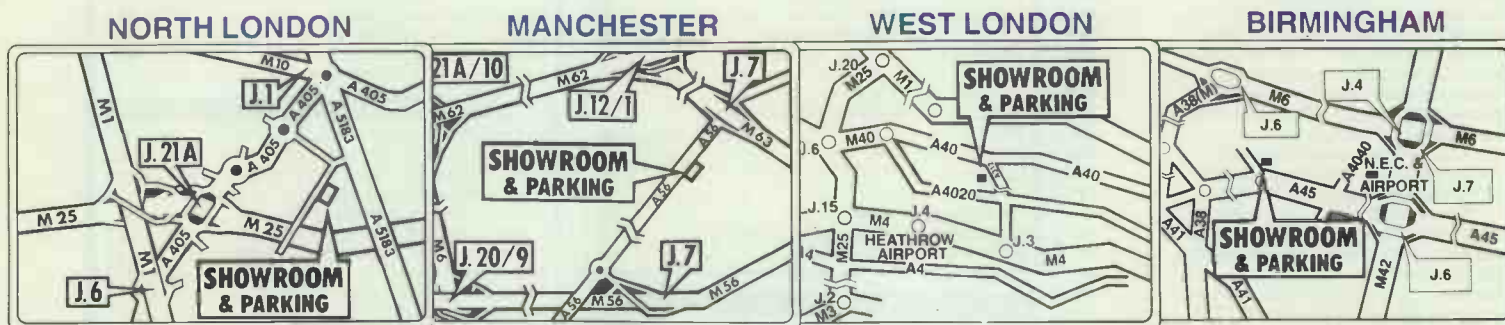 NORTH LONDON
M10
J.1
A 405
M1
A 405
A 5183
J.21A
A 405
M 25
M 25
A 405
A 5183
M1
J.6
SHOWROOM
& PARKING
MANCHESTER
21A/10
M62
J.7
J.12/1
M62
A56
M63
SHOWROOM
& PARKING
A56
M6
J.20/9
J.7
M56
M56
A56
WEST LONDON
J.20
M25
M1
SHOWROOM
& PARKING
J.6
M40
A40
A40
A4020
J.15
M4
J.4
HEATHROW
AIRPORT
J.3
M4
M25
A4
J.2
M3
BIRMINGHAM
J.4
A38(M)
M6
J.6
M6
A4040
N.E.C. &
AIRPORT
A45
J.7
A38
A41
SHOWROOM
& PARKING
A45
M42
J.6
A41